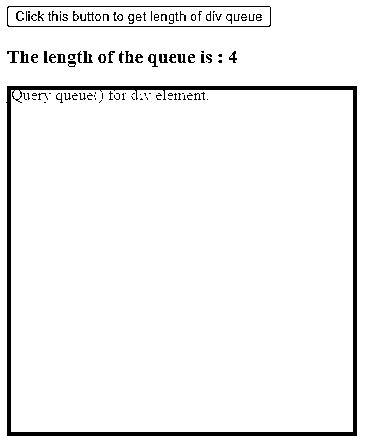 Click this button to get length of div queue
The length of the queue is : 4
jQuery queue() for div element.